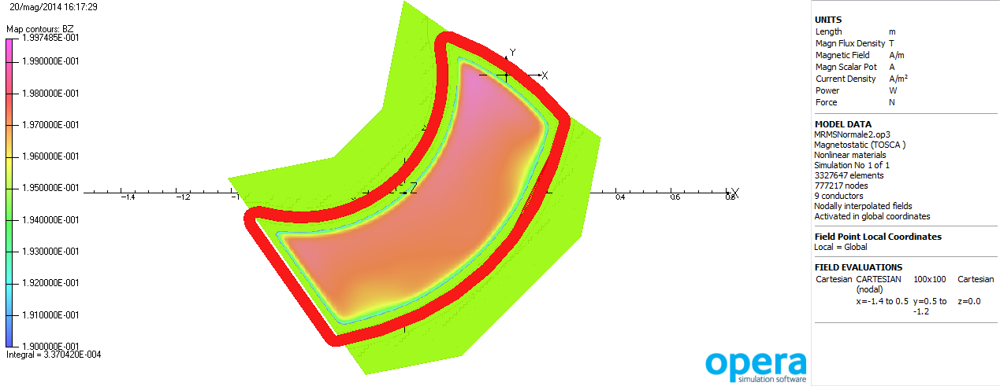 20/mag/2014 16:17:29
Map contours: BZ
1.997485E-001
1.990000E-001
1.980000E-001
1.970000E-001
1.960000E-001
1.950000E-001
1.940000E-001
1.930000E-001
1.920000E-001
1.910000E-001
1.900000E-001
Integral = 3.370420E-004
Y
X
Z
-1.4
-1.2
-1
0.4
0.6
0.8
X
UNITS
Length m
Magn Flux Density T
Magnetic Field A/m
Magn Scalar Pot A
Current Density A/m²
Power W
Force N
MODEL DATA
MRMSNormale2.op3
Magnetostatic (TOSCA )
Nonlinear materials
Simulation No 1 of 1
3327647 elements
777217 nodes
9 conductors
Nodally interpolated fields
Activated in global coordinates
Field Point Local Coordinates
Local = Global
FIELD EVALUATIONS
Cartesian CARTESIAN 100x100 Cartesian
(nodal)
x=-1.4 to 0.5 y=0.5 to z=0.0
-1.2
opera
simulation software